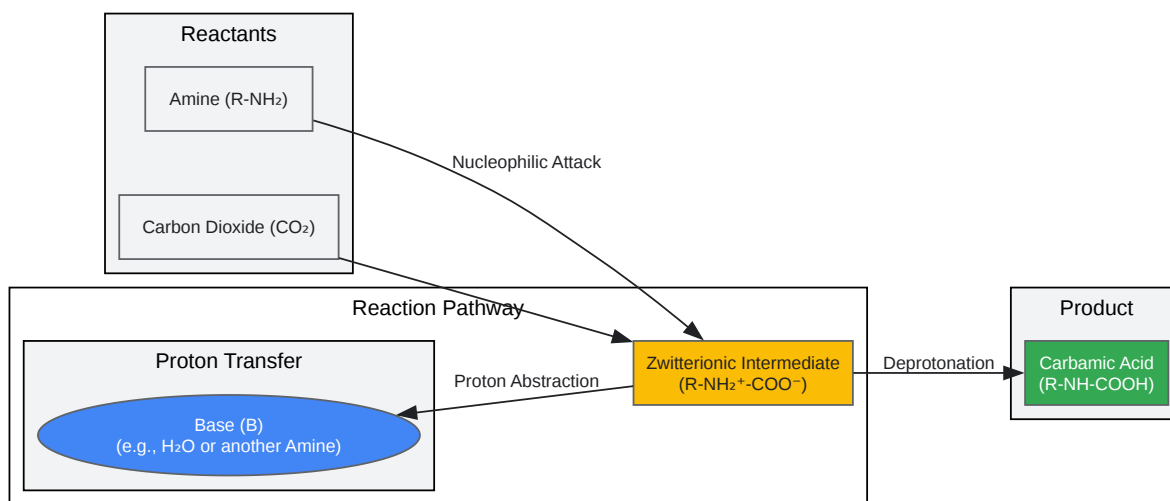 Reactants
Amine (R-NH₂)
Nucleophilic Attack
Carbon Dioxide (CO₂)
Reaction Pathway
Product
Proton Transfer
Zwitterionic Intermediate
(R-NH₂⁺-COO⁻)
Deprotonation
Carbamic Acid
(R-NH-COOH)
Proton Abstraction
Base (B)
(e.g., H₂O or another Amine)